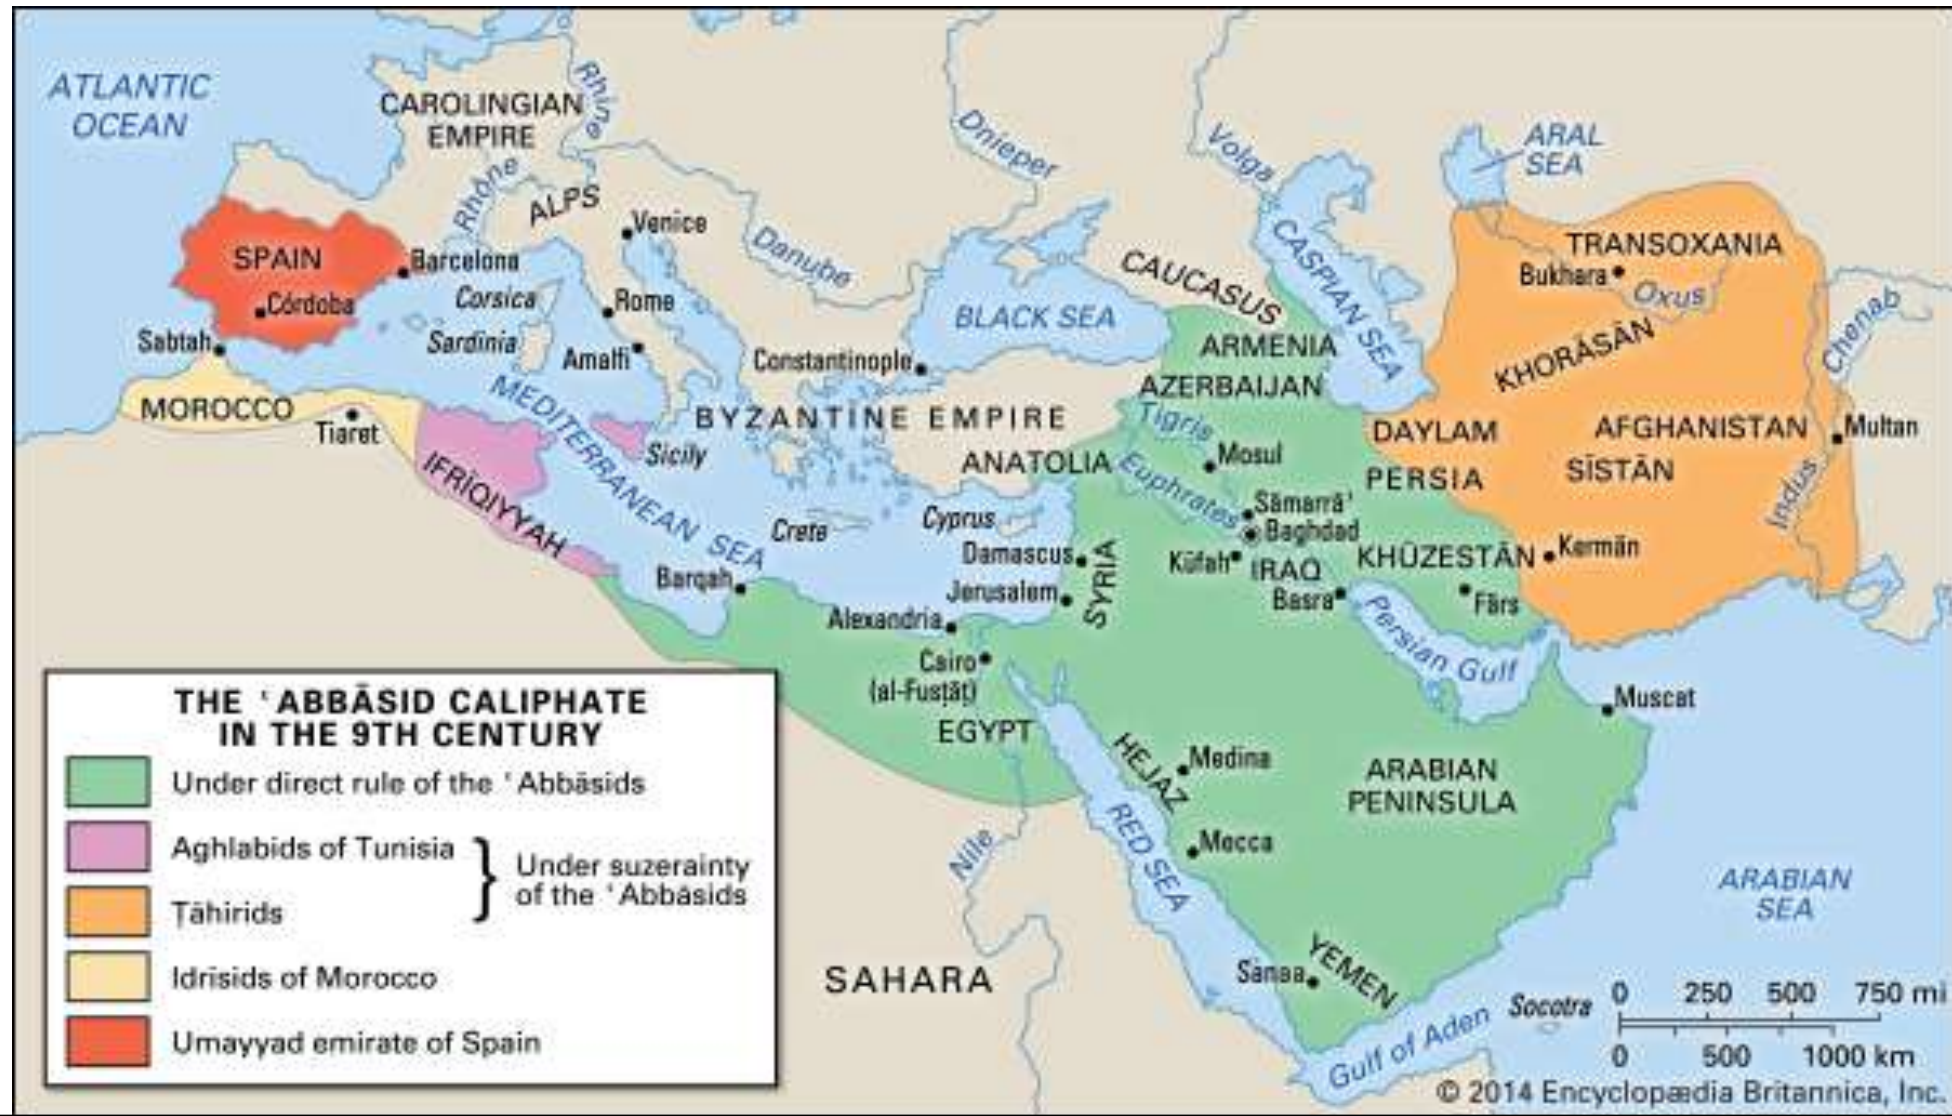 ATLANTIC
OCEAN
CAROLINGIAN
EMPIRE
Rhine
Rhône
ALPS
Venice
Danube
Dnieper
Volga
ARAL
SEA
CASPIAN SEA
CAUCASUS
BLACK SEA
TRANSOXANIA
Bukhara
Oxus
Chenab
SPAIN
Barcelona
Córdoba
Corsica
Sardinia
Rome
Amalfi
Sabtah
Constantinople
ARMENIA
AZERBAIJAN
KHORĀSĀN
MOROCCO
Tiaret
MEDITERRANEAN SEA
BYZANTINE EMPIRE
ANATOLIA
Tigris
Mosul
Euphrates
DAYLAM
PERSIA
AFGHANISTAN
SĪSTĀN
Multan
Indus
IFRĪQIYYAH
Sicily
Crete
Cyprus
Sāmarrā'
Baghdad
Damascus
SYRIA
Kūfah
IRAQ
KHŪZESTĀN
Kermān
Barqah
Jerusalem
Basra
Fārs
Alexandria
Persian Gulf
Cairo
(al-Fusṭāṭ)
EGYPT
Muscat
HEJAZ
Medina
ARABIAN
PENINSULA
Mecca
RED SEA
Nile
ARABIAN
SEA
SAHARA
Sanaa
YEMEN
Gulf of Aden
Socotra
THE ʿABBĀSID CALIPHATE
IN THE 9TH CENTURY
Under direct rule of the ʿAbbāsids
Aghlabids of Tunisia
Ṭāhirids
} Under suzerainty
of the ʿAbbāsids
Idrīsids of Morocco
Umayyad emirate of Spain
0 250 500 750 mi
0 500 1000 km
© 2014 Encyclopædia Britannica, Inc.